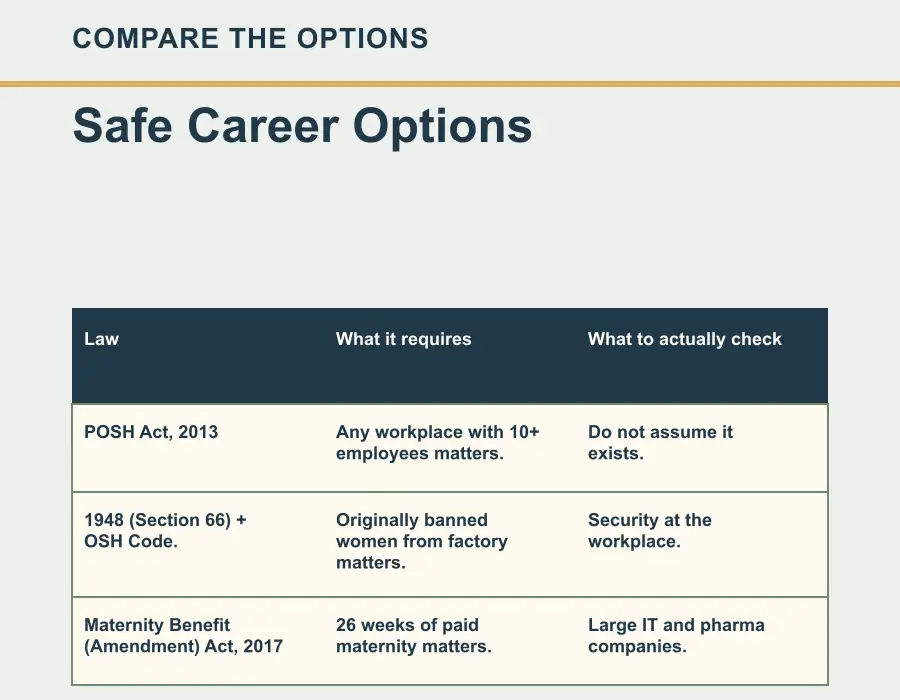 COMPARE THE OPTIONS
Safe Career Options
Law
What it requires
What to actually check
POSH Act, 2013
Any workplace with 10+
employees matters.
Do not assume it
exists.
1948 (Section 66) +
OSH Code.
Originally banned
women from factory
matters.
Security at the
workplace.
Maternity Benefit
(Amendment) Act, 2017
26 weeks of paid
maternity matters.
Large IT and pharma
companies.